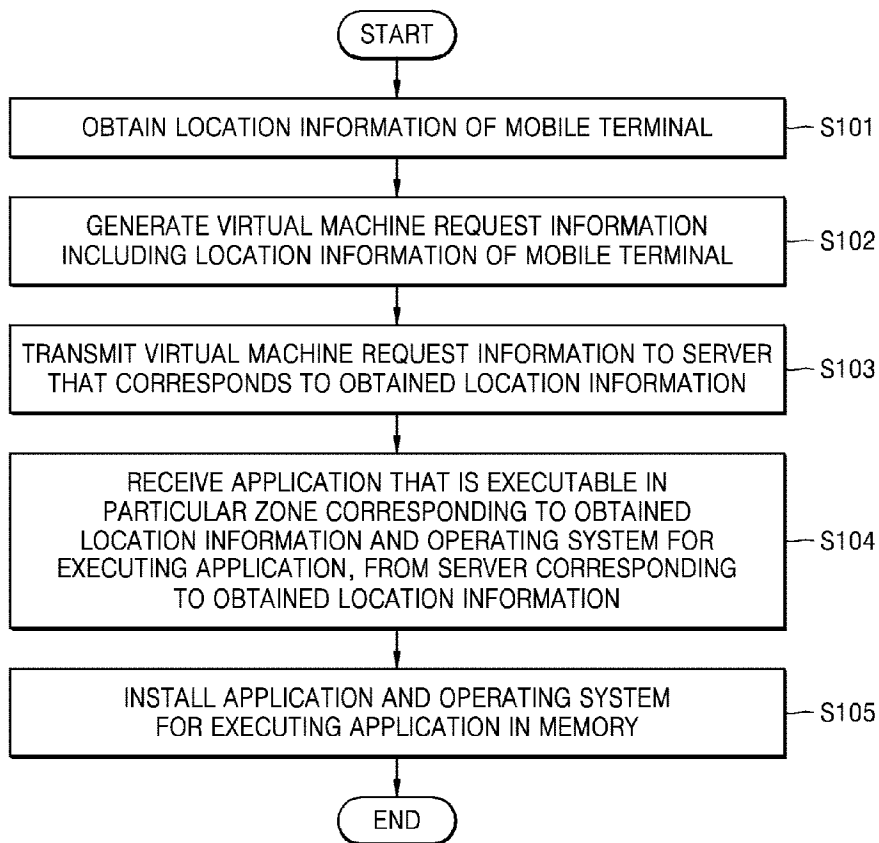 START
OBTAIN LOCATION INFORMATION OF MOBILE TERMINAL
S101
GENERATE VIRTUAL MACHINE REQUEST INFORMATION
INCLUDING LOCATION INFORMATION OF MOBILE TERMINAL
S102
TRANSMIT VIRTUAL MACHINE REQUEST INFORMATION TO SERVER
THAT CORRESPONDS TO OBTAINED LOCATION INFORMATION
S103
RECEIVE APPLICATION THAT IS EXECUTABLE IN
PARTICULAR ZONE CORRESPONDING TO OBTAINED
LOCATION INFORMATION AND OPERATING SYSTEM FOR
EXECUTING APPLICATION, FROM SERVER CORRESPONDING
TO OBTAINED LOCATION INFORMATION
S104
INSTALL APPLICATION AND OPERATING SYSTEM
FOR EXECUTING APPLICATION IN MEMORY
S105
END